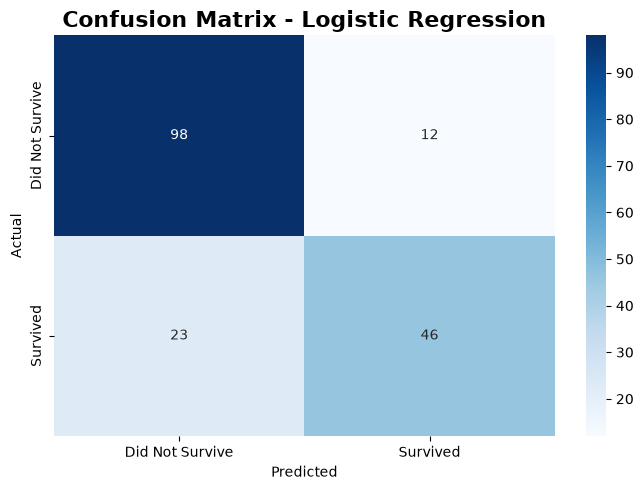 Confusion Matrix - Logistic Regression
Did Not Survive
98
12
90
80
70
60
50
40
30
20
Actual
Survived
23
46
Did Not Survive
Survived
Predicted